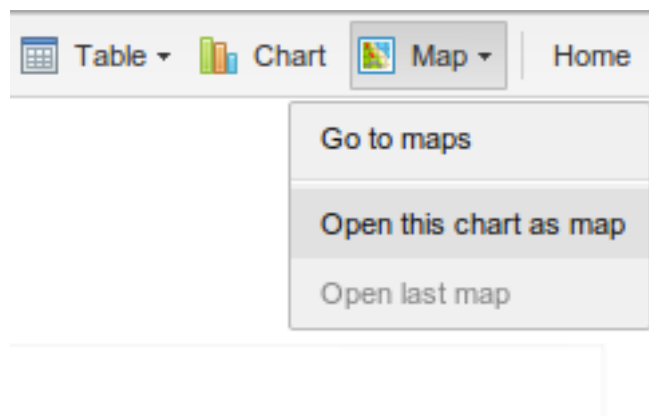 Table Chart Map Home
Go to maps
Open this chart as map
Open last map